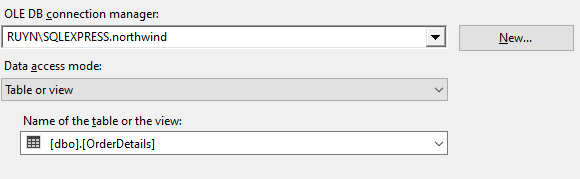 OLE DB connection manager:
RUYN\SQLEXPRESS.northwind
New...
Data access mode:
Table or view
Name of the table or the view:
[dbo].[OrderDetails]